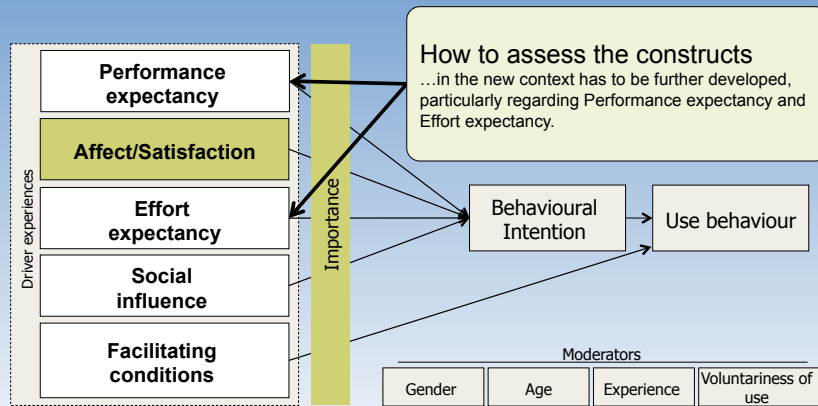 How to assess the constructs
…in the new context has to be further developed,
particularly regarding Performance expectancy and
Effort expectancy.
Driver experiences
Performance
expectancy
Affect/Satisfaction
Effort
expectancy
Social
influence
Facilitating
conditions
Importance
Behavioural
Intention
Use behaviour
Moderators
Gender
Age
Experience
Voluntariness of
use